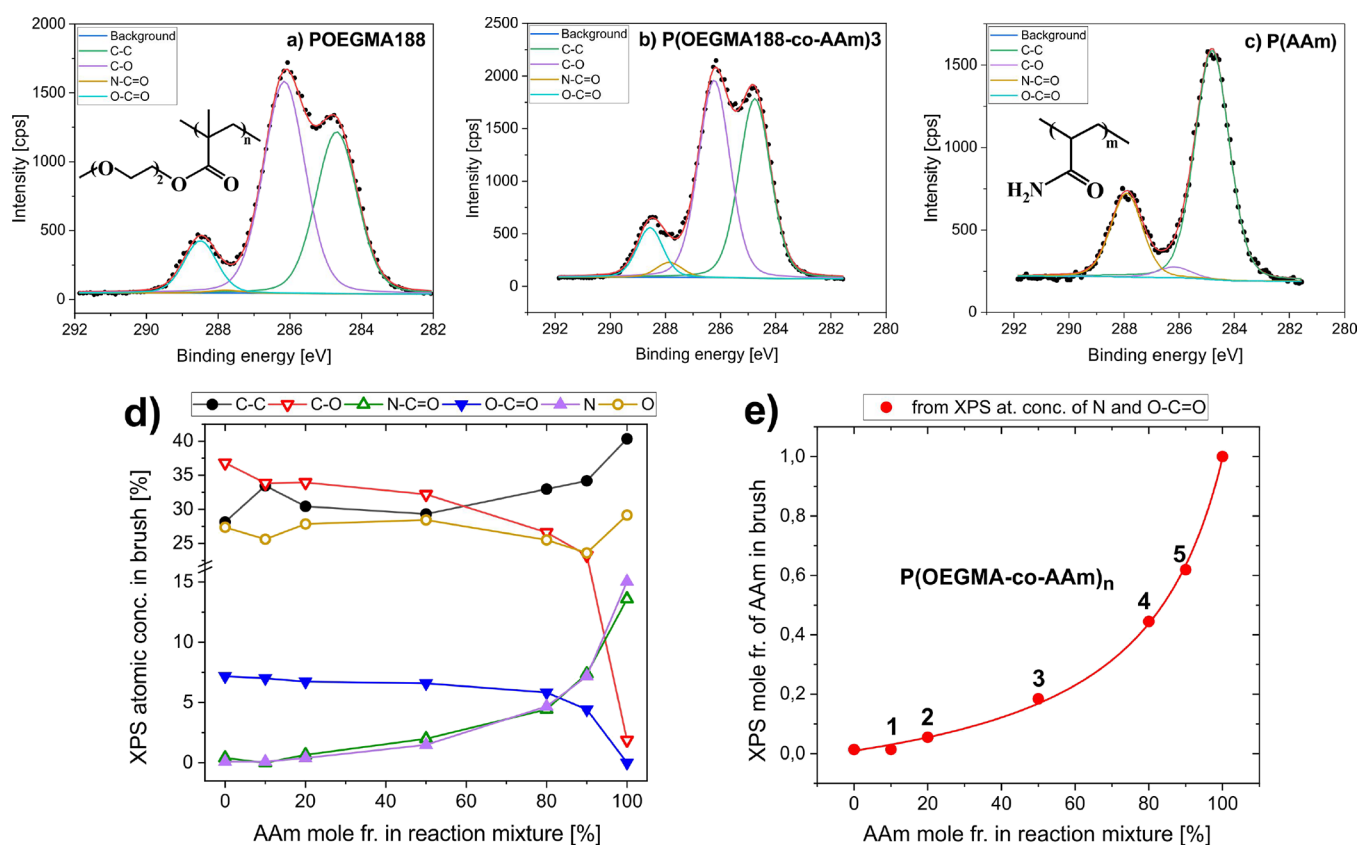 a) POEGMA188
Background
C-C
C-O
N-C=O
O-C=O
n
O
2
O
O
Intensity [cps]
2000
1500
1000
500
0
292 290 288 286 284 282
Binding energy [eV]
b) P(OEGMA188-co-AAm)3
Background
C-C
C-O
N-C=O
O-C=O
Intensity [cps]
2500
2000
1500
1000
500
0
292 290 288 286 284 282 280
Binding energy [eV]
c) P(AAm)
Background
C-C
C-O
N-C=O
O-C=O
m
H2N
O
Intensity [cps]
1500
1000
500
0
292 290 288 286 284 282 280
Binding energy [eV]
d)
C-C C-O N-C=O O-C=O N O
XPS atomic conc. in brush [%]
40
35
30
25
15
10
5
0
0 20 40 60 80 100
AAm mole fr. in reaction mixture [%]
e)
from XPS at. conc. of N and O-C=O
XPS mole fr. of AAm in brush
1,0
0,8
0,6
0,4
0,2
0,0
P(OEGMA-co-AAm)n
1
2
3
4
5
0 20 40 60 80 100
AAm mole fr. in reaction mixture [%]